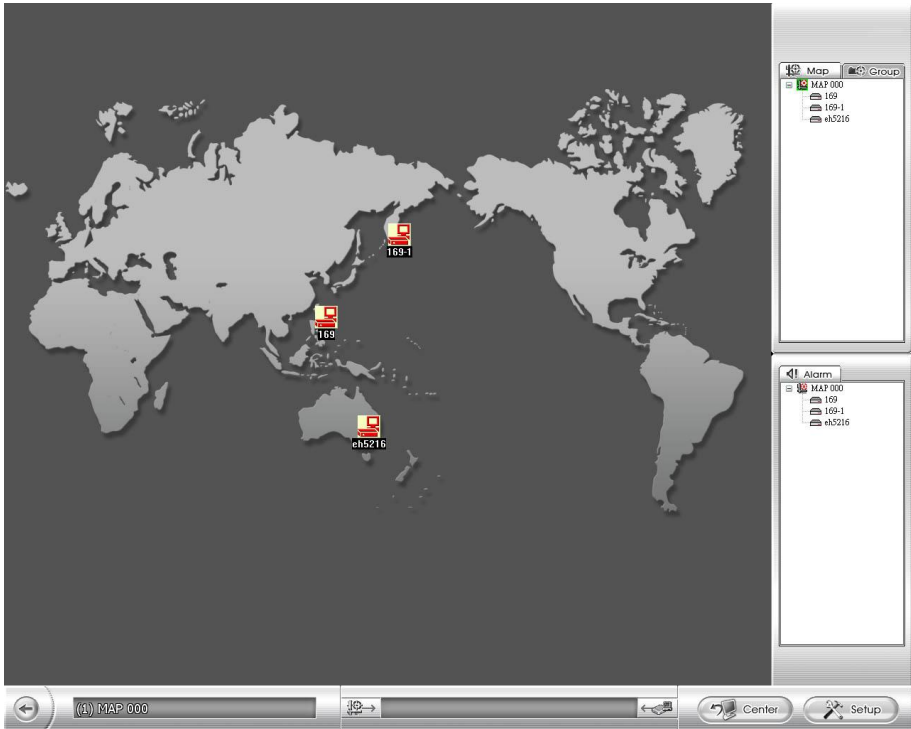 169-1
169
eh5216
Map
Group
MAP 000
169
169-1
eh5216
Alarm
MAP 000
169
169-1
eh5216
(1) MAP 000
Center
Setup